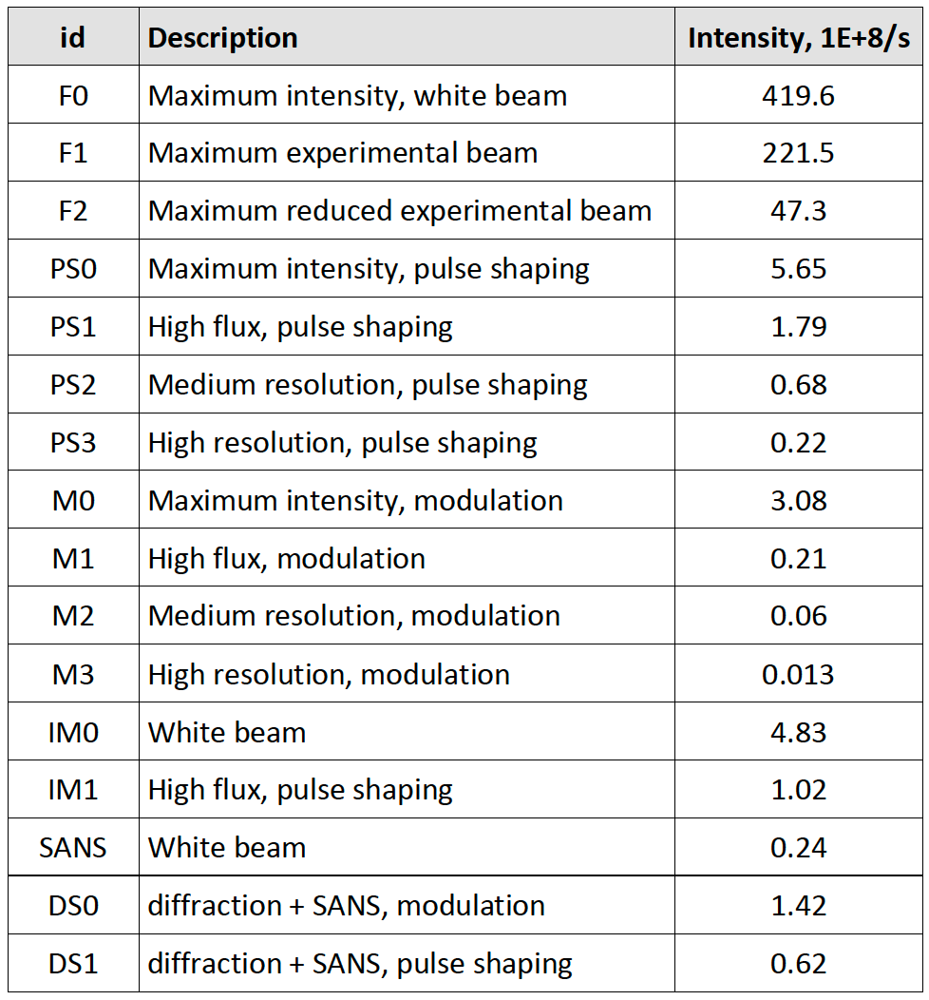 id Description Intensity, 1E+8/s
F0 Maximum intensity, white beam 419.6
F1 Maximum experimental beam 221.5
F2 Maximum reduced experimental beam 47.3
PS0 Maximum intensity, pulse shaping 5.65
PS1 High flux, pulse shaping 1.79
PS2 Medium resolution, pulse shaping 0.68
PS3 High resolution, pulse shaping 0.22
M0 Maximum intensity, modulation 3.08
M1 High flux, modulation 0.21
M2 Medium resolution, modulation 0.06
M3 High resolution, modulation 0.013
IM0 White beam 4.83
IM1 High flux, pulse shaping 1.02
SANS White beam 0.24
DS0 diffraction + SANS, modulation 1.42
DS1 diffraction + SANS, pulse shaping 0.62